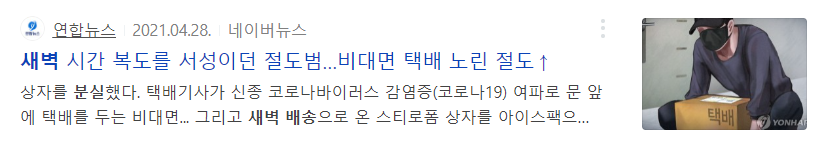 연합뉴스 2021.04.28. 네이버뉴스
새벽 시간 복도를 서성이던 절도범...비대면 택배 노린 절도↑
상자를 분실했다. 택배기사가 신종 코로나바이러스 감염증(코로나19) 여파로 문 앞
에 택배를 두는 비대면... 그리고 새벽 배송으로 온 스티로폼 상자를 아이스팩으...
택배
YONHAP